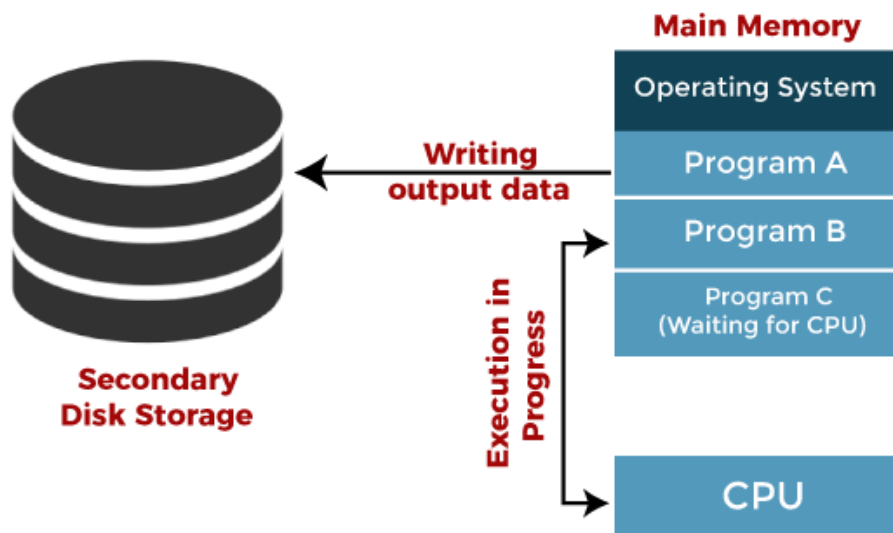 Main Memory
Operating System
Program A
Writing
output data
Program B
Program C
(Waiting for CPU)
Execution in
Progress
Secondary
Disk Storage
CPU